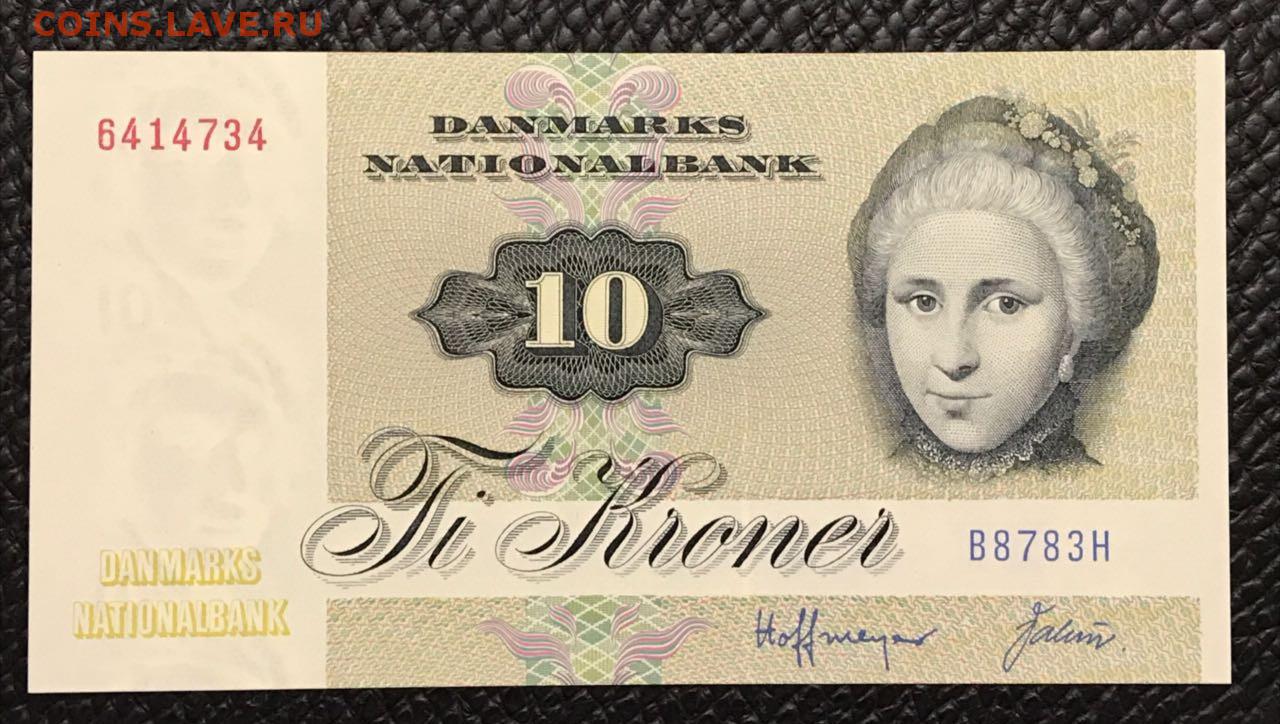 COINS.LAVE.RU
6414734
DANMARKS
NATIONALBANK
10
Ti Kroner
B8783H
DANMARKS
NATIONALBANK
Hoffmeyer